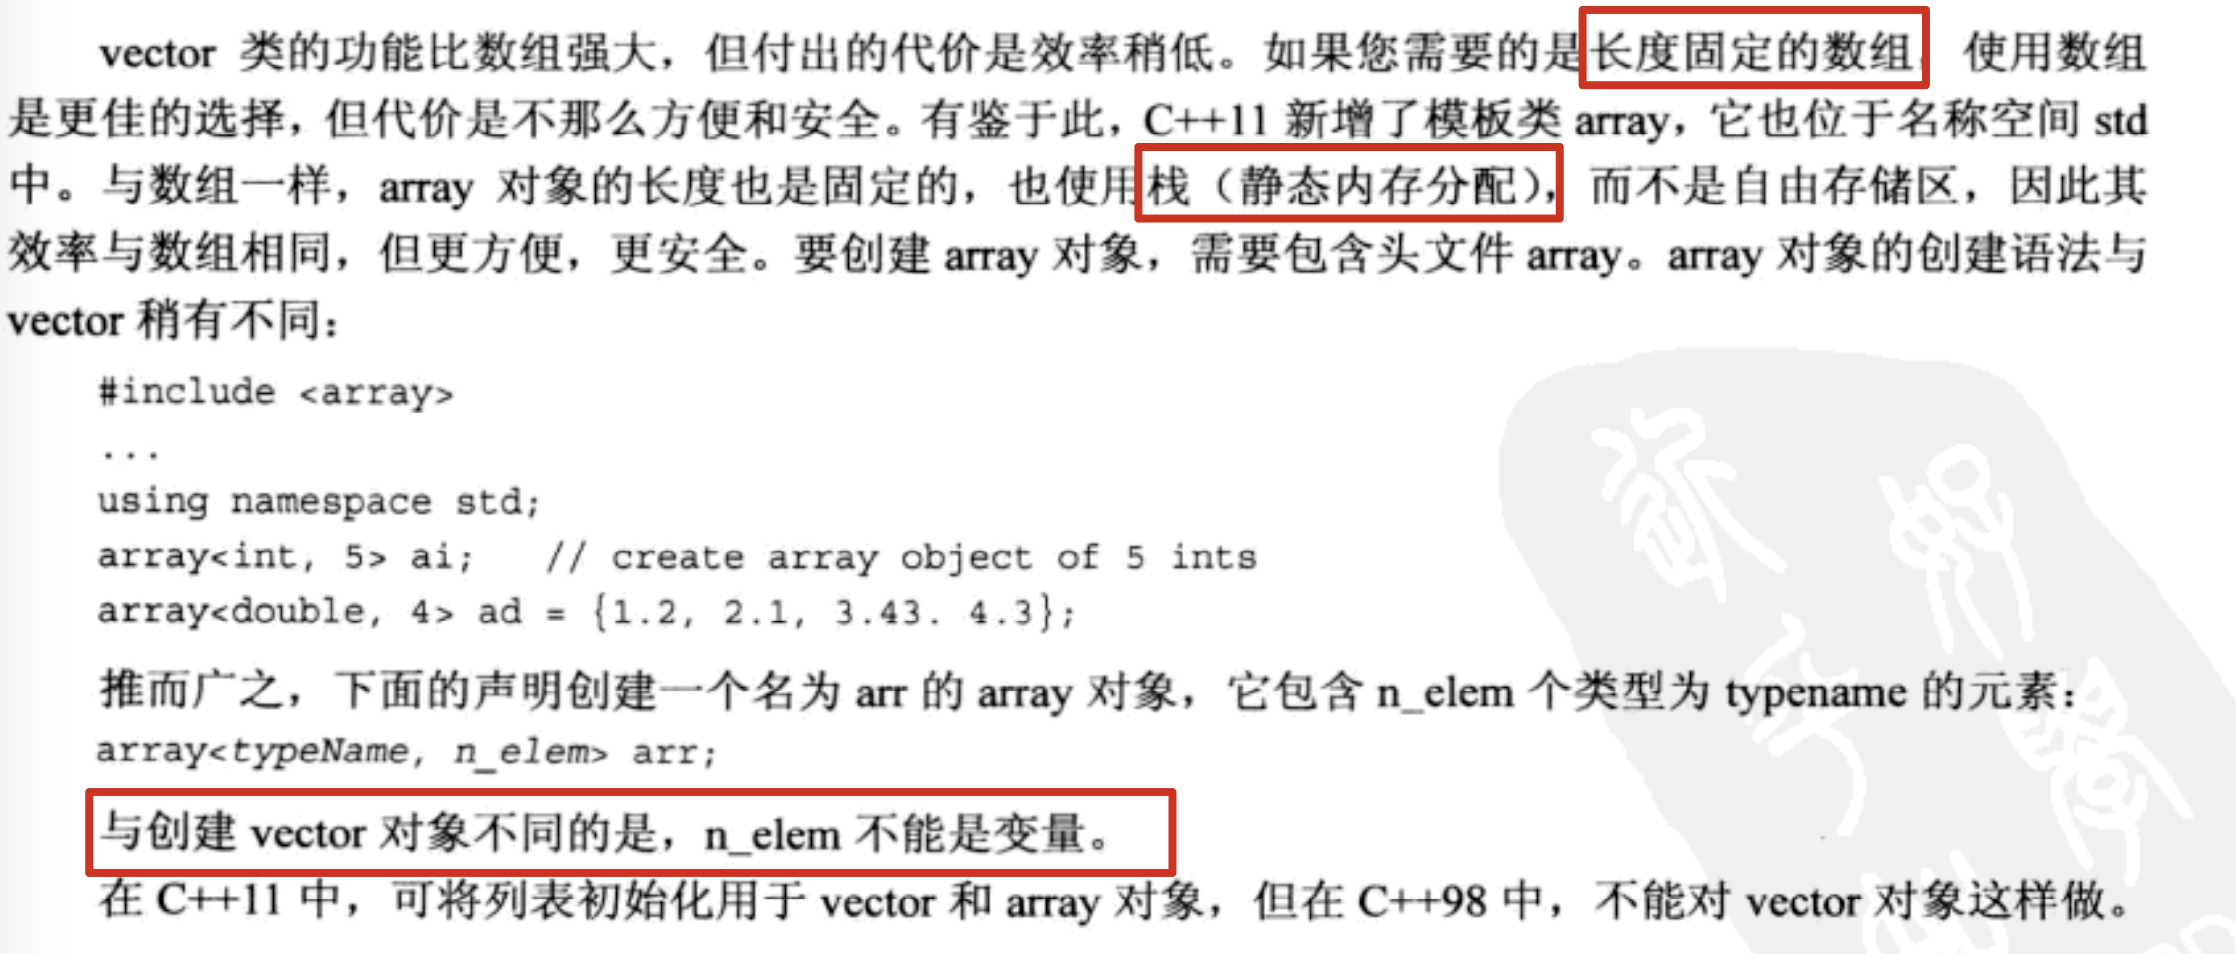 vector 类的功能比数组强大，但付出的代价是效率稍低。如果您需要的是长度固定的数组，使用数组
是更佳的选择，但代价是不那么方便和安全。有鉴于此，C++11 新增了模板类 array，它也位于名称空间 std
中。与数组一样，array 对象的长度也是固定的，也使用栈（静态内存分配），而不是自由存储区，因此其
效率与数组相同，但更方便，更安全。要创建 array 对象，需要包含头文件 array。array 对象的创建语法与
vector 稍有不同：
#include <array>
...
using namespace std;
array<int, 5> ai;   // create array object of 5 ints
array<double, 4> ad = {1.2, 2.1, 3.43. 4.3};
推而广之，下面的声明创建一个名为 arr 的 array 对象，它包含 n_elem 个类型为 typename 的元素：
array<typeName, n_elem> arr;
与创建 vector 对象不同的是，n_elem 不能是变量。
在 C++11 中，可将列表初始化用于 vector 和 array 对象，但在 C++98 中，不能对 vector 对象这样做。